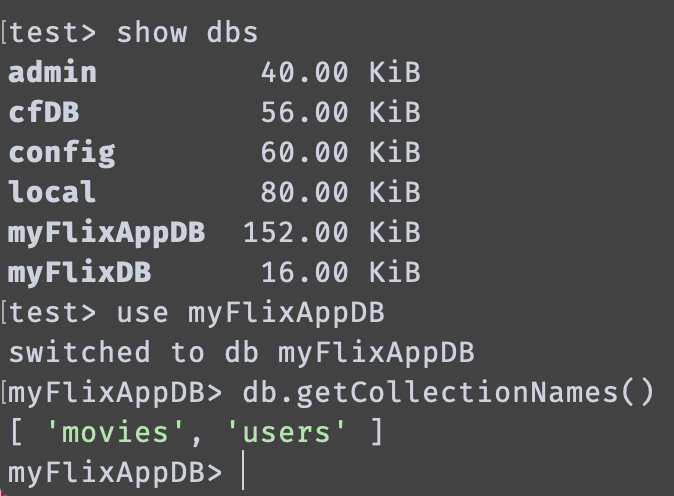 [test> show dbs
admin          40.00 KiB
cfDB           56.00 KiB
config         60.00 KiB
local          80.00 KiB
myFlixAppDB  152.00 KiB
myFlixDB       16.00 KiB
[test> use myFlixAppDB
switched to db myFlixAppDB
[myFlixAppDB> db.getCollectionNames()
[ 'movies', 'users' ]
myFlixAppDB>